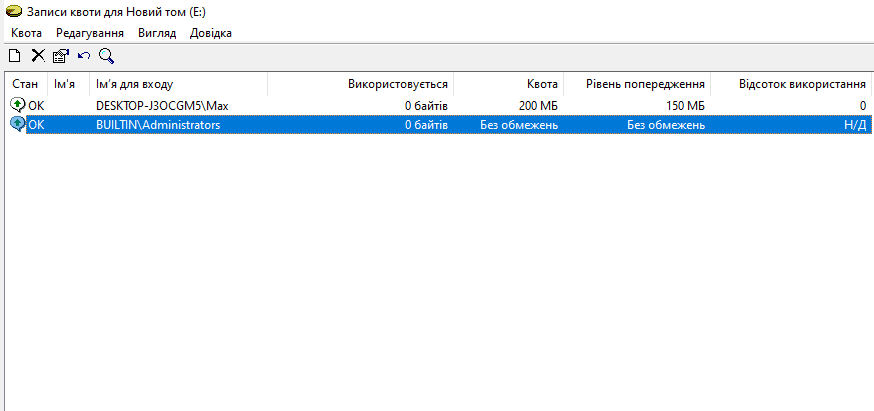 Записи квоти для Новий том (E:)
Квота Редагування Вигляд Довідка
Стан Ім'я Ім'я для входу Використовується Квота Рівень попередження Відсоток використання
OK DESKTOP-J3OCGM5\Max 0 байтів 200 МБ 150 МБ 0
OK BUILTIN\Administrators 0 байтів Без обмежень Без обмежень Н/Д